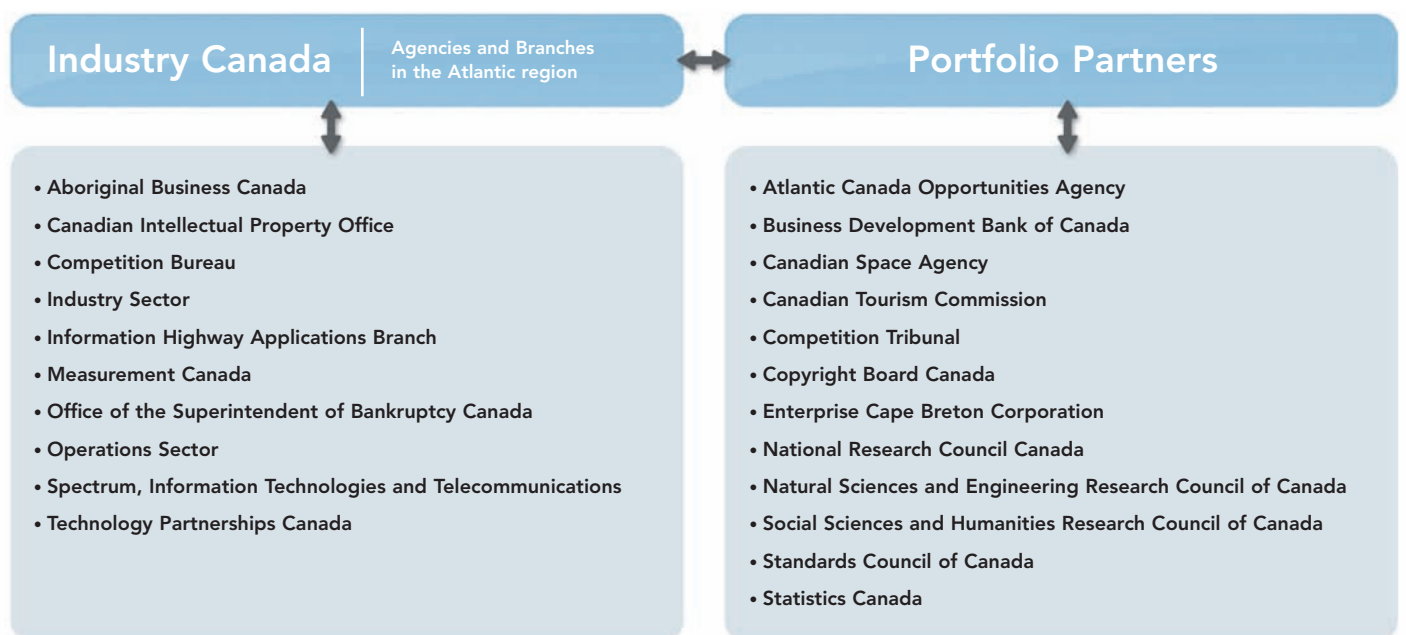 Industry Canada
Agencies and Branches
in the Atlantic region
Portfolio Partners
• Aboriginal Business Canada
• Canadian Intellectual Property Office
• Competition Bureau
• Industry Sector
• Information Highway Applications Branch
• Measurement Canada
• Office of the Superintendent of Bankruptcy Canada
• Operations Sector
• Spectrum, Information Technologies and Telecommunications
• Technology Partnerships Canada
• Atlantic Canada Opportunities Agency
• Business Development Bank of Canada
• Canadian Space Agency
• Canadian Tourism Commission
• Competition Tribunal
• Copyright Board Canada
• Enterprise Cape Breton Corporation
• National Research Council Canada
• Natural Sciences and Engineering Research Council of Canada
• Social Sciences and Humanities Research Council of Canada
• Standards Council of Canada
• Statistics Canada